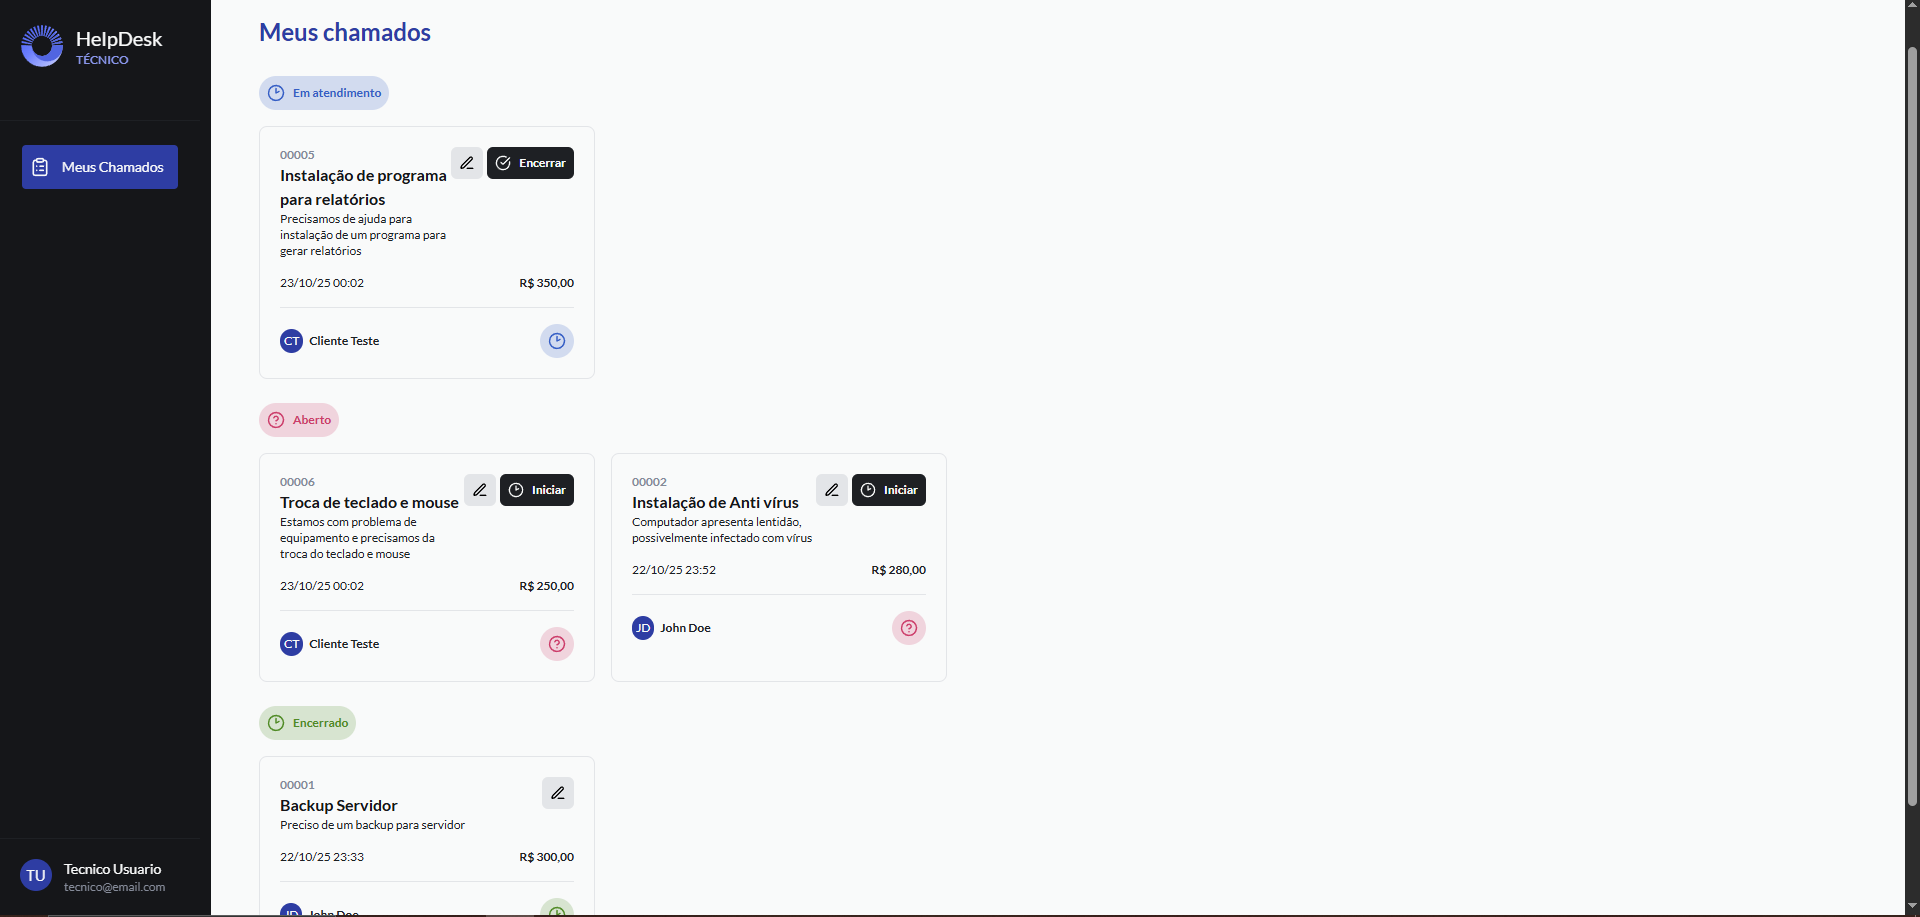 HelpDesk
TÉCNICO
Meus Chamados
Tecnico Usuario
TU
tecnico@email.com
Meus chamados
Em atendimento
00005
Encerrar
Instalação de programa
para relatórios
Precisamos de ajuda para
instalação de um programa para
gerar relatórios
23/10/25 00:02
R$ 350,00
CT
Cliente Teste
Aberto
00006
Iniciar
Troca de teclado e mouse
Estamos com problema de
equipamento e precisamos da
troca do teclado e mouse
23/10/25 00:02
R$ 250,00
CT
Cliente Teste
00002
Iniciar
Instalação de Anti vírus
Computador apresenta lentidão,
possivelmente infectado com vírus
22/10/25 23:52
R$ 280,00
JD
John Doe
Encerrado
00001
Backup Servidor
Preciso de um backup para servidor
22/10/25 23:33
R$ 300,00
JD
John Doe